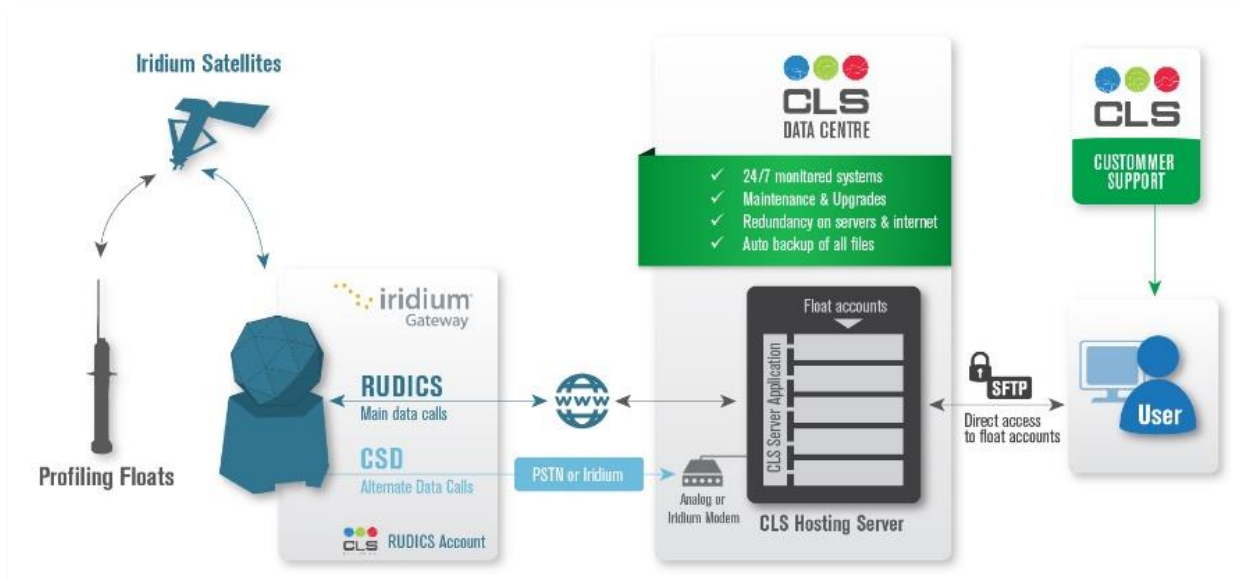 Iridium Satellites
Profiling Floats
iridium
Gateway
RUDICS
Main data calls
CSD
Alternate Data Calls
CLS RUDICS Account
www
PSTN or Iridium
CLS
DATA CENTRE
✓ 24/7 monitored systems
✓ Maintenance & Upgrades
✓ Redundancy on servers & internet
✓ Auto backup of all files
Float accounts
CLS Server Application
Analog or
Iridium Modem
CLS Hosting Server
SFTP
Direct access
to float accounts
CLS
CUSTOMMER
SUPPORT
User